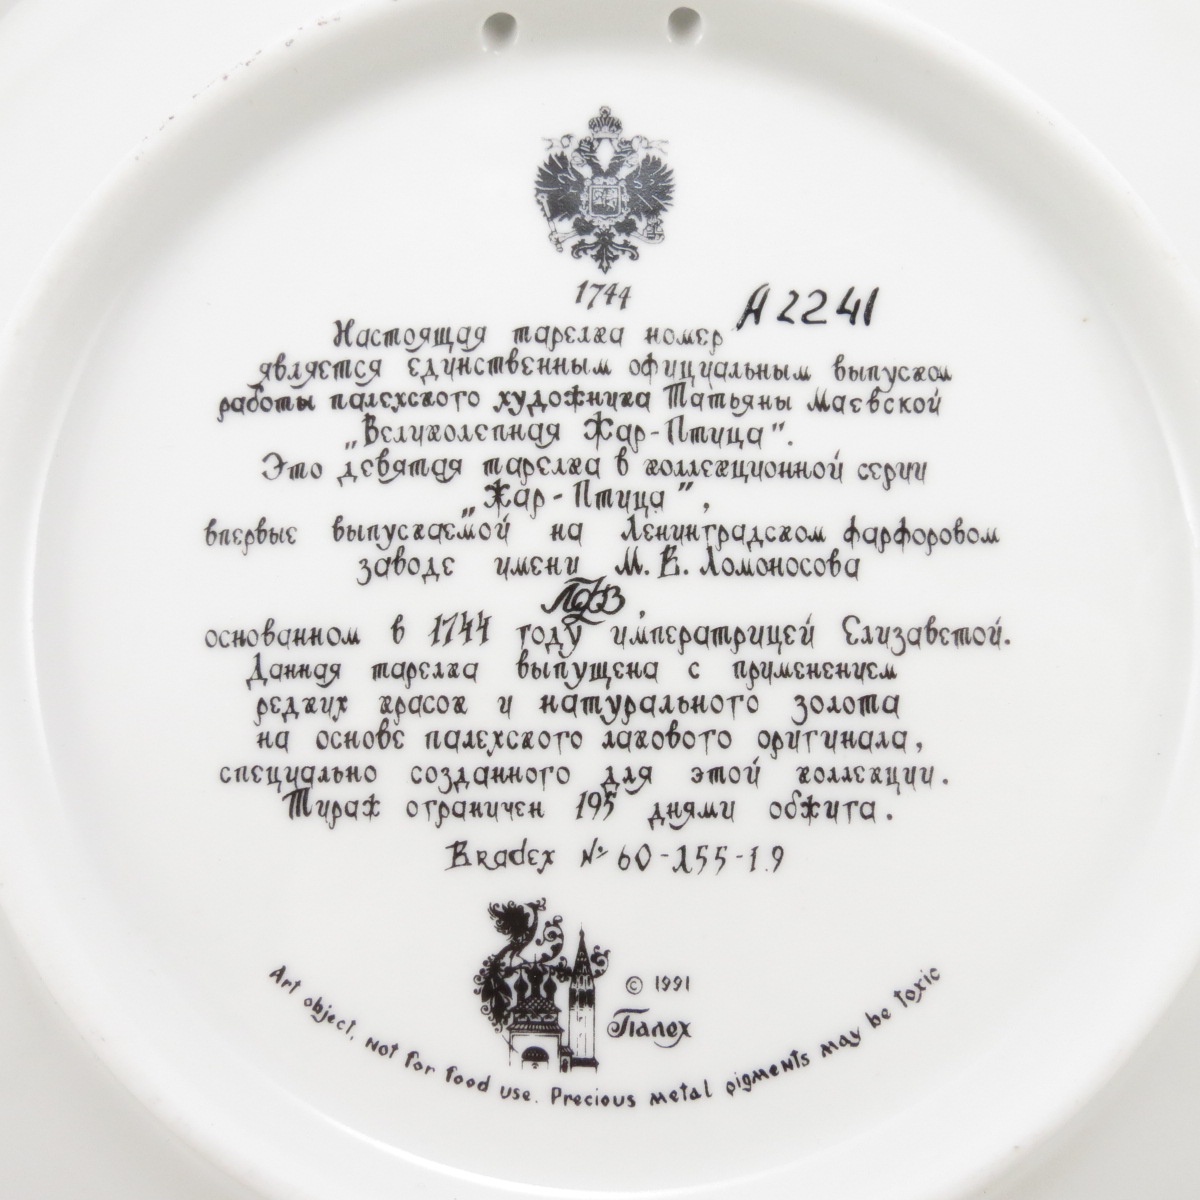 1744
Настоящая тарелка номер А 2241
является единственным официальным выпуском
работы палехского художника Татьяны Маевской
„Великолепная Жар-Птица".
Это девятая тарелка в коллекционной серии
„Жар-Птица",
впервые выпускаемой на Ленинградском фарфоровом
заводе имени М. В. Ломоносова
ЛФЗ,
основанном в 1744 году императрицей Елизаветой.
Данная тарелка выпущена с применением
редких красок и натурального золота
на основе палехского лакового оригинала,
специально созданного для этой коллекции.
Тираж ограничен 195 днями обжига.
Bradex № 60-155-1.9
© 1991
Палех
Art object, not for food use. Precious metal pigments may be toxic